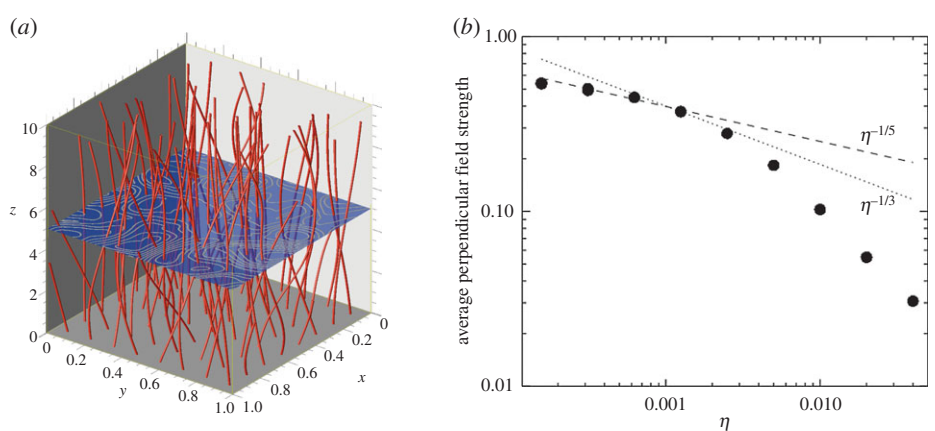 (a)
10
8
6
z
4
2
0
0.2
0.4
0.6
0.8
1.0
y
1.0
0.8
0.6
0.4
0.2
0
x
(b)
1.00
0.10
0.01
average perpendicular field strength
η^{-1/5}
η^{-1/3}
0.001
0.010
η